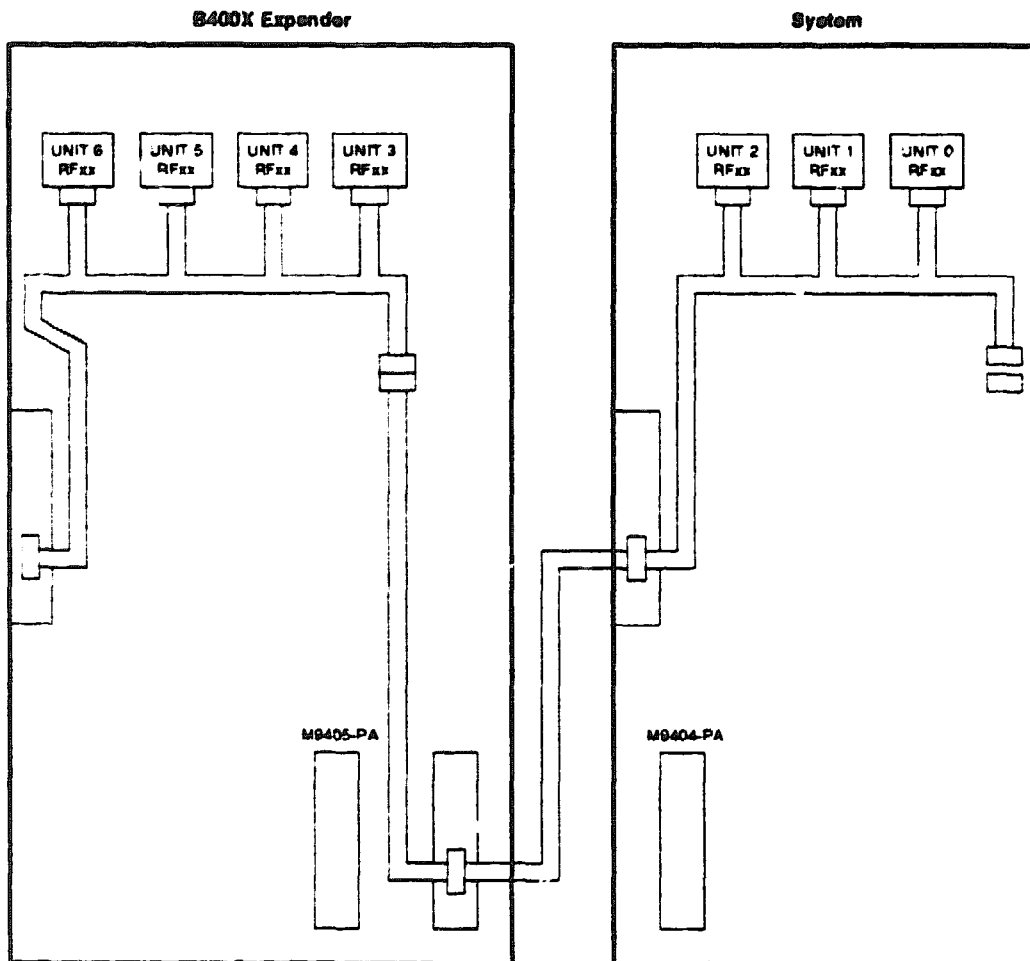 B400X Expander
System
UNIT 6
RFxx
UNIT 5
RFxx
UNIT 4
RFxx
UNIT 3
RFxx
UNIT 2
RFxx
UNIT 1
RFxx
UNIT 0
RFxx
M9405-PA
M9404-PA